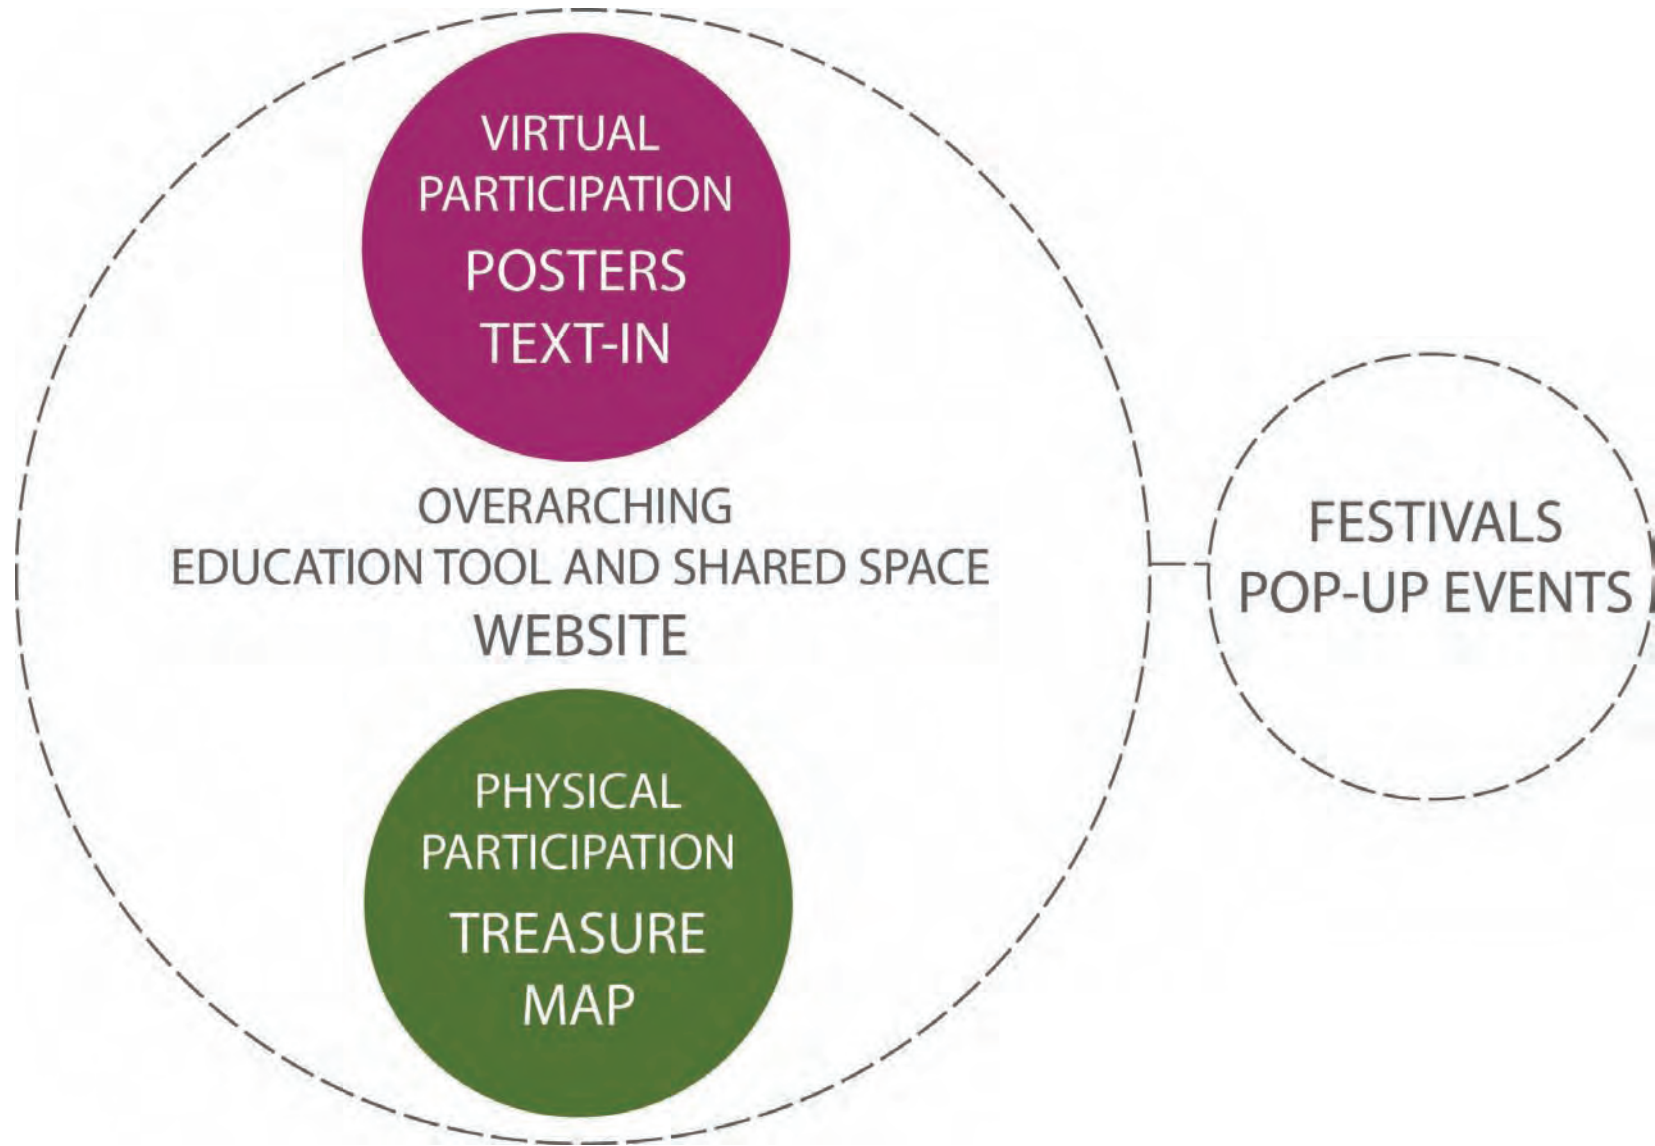 VIRTUAL
PARTICIPATION
POSTERS
TEXT-IN
OVERARCHING
EDUCATION TOOL AND SHARED SPACE
WEBSITE
PHYSICAL
PARTICIPATION
TREASURE
MAP
FESTIVALS
POP-UP EVENTS